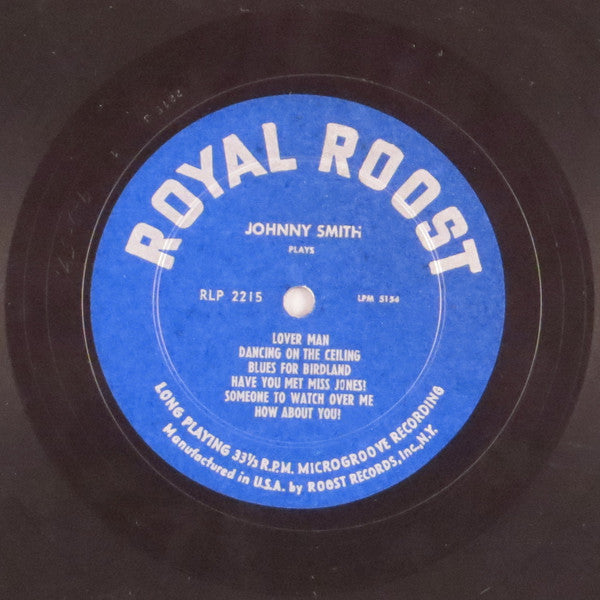 ROYAL ROOST
JOHNNY SMITH
PLAYS
RLP 2215
LPM 5154
LOVER MAN
DANCING ON THE CEILING
BLUES FOR BIRDLAND
HAVE YOU MET MISS JONES!
SOMEONE TO WATCH OVER ME
HOW ABOUT YOU!
LONG PLAYING 33⅓ R.P.M. MICROGROOVE RECORDING
Manufactured in U.S.A. by ROOST RECORDS, Inc., N.Y.